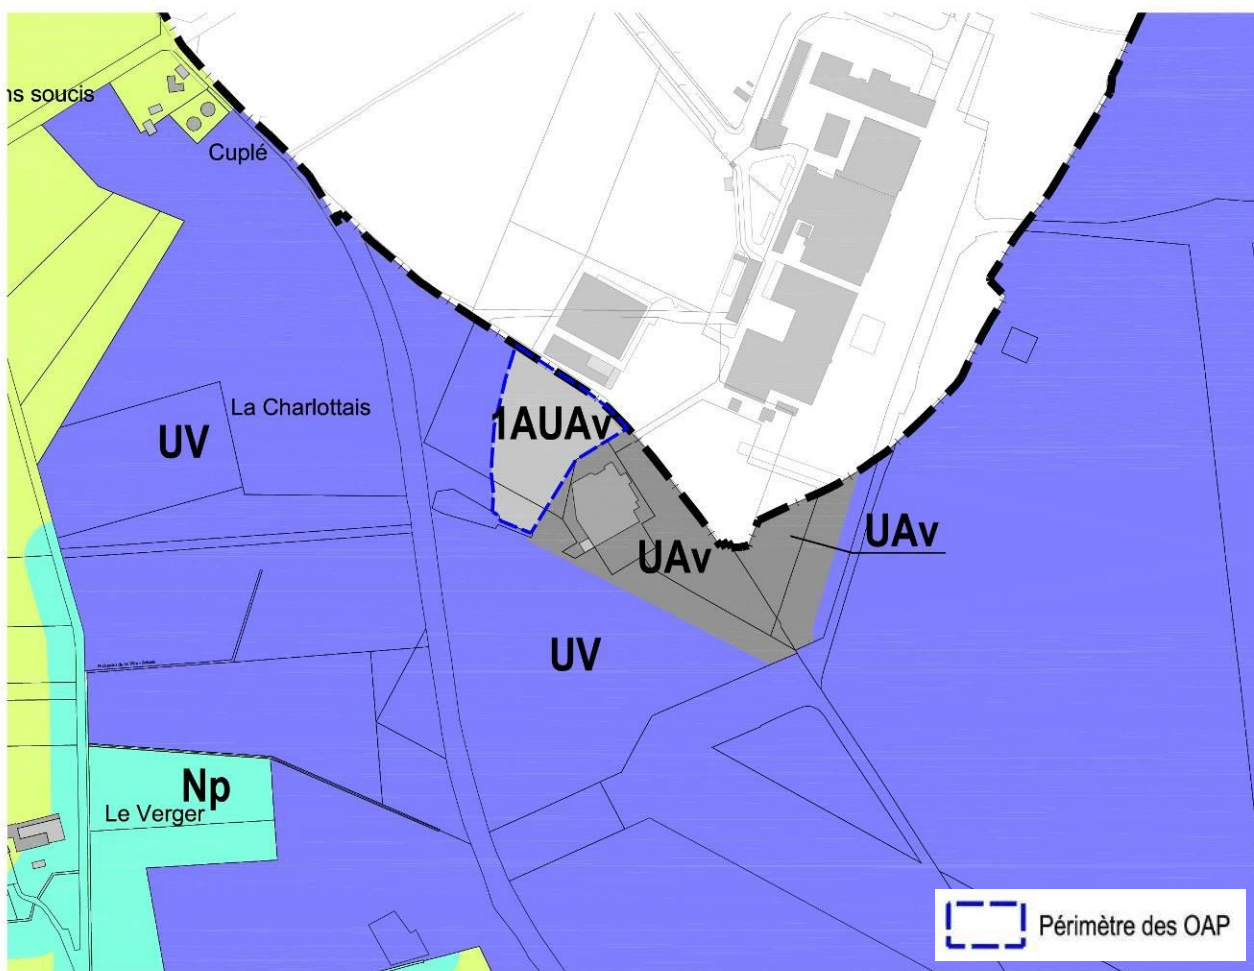 ns soucis
Cuplé
La Charlottais
UV
1AUAv
UAv
UAv
UV
Np
Le Verger
Périmètre des OAP